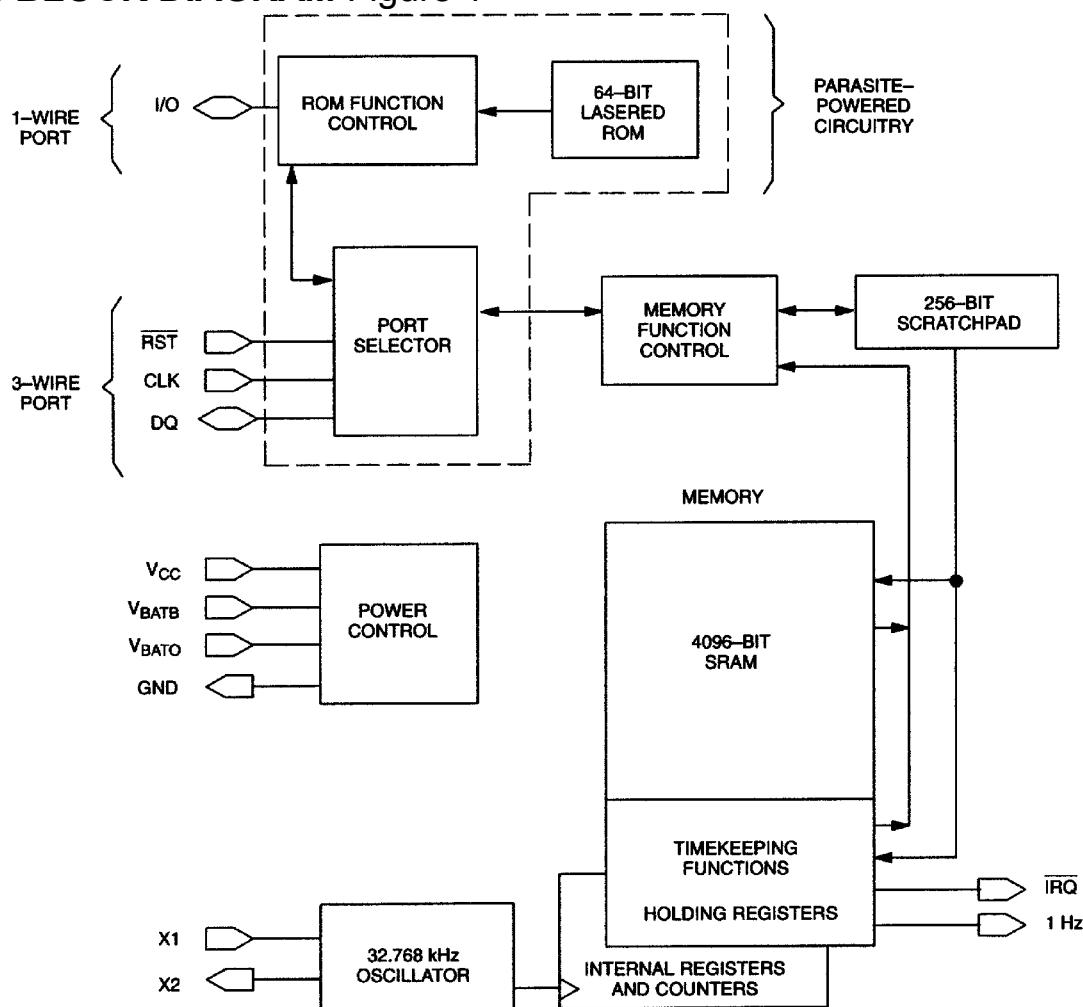 Figure 1
1–WIRE
PORT
I/O
ROM FUNCTION
CONTROL
64–BIT
LASERED
ROM
PARASITE–
POWERED
CIRCUITRY
3–WIRE
PORT
RST
CLK
DQ
PORT
SELECTOR
MEMORY
FUNCTION
CONTROL
256–BIT
SCRATCHPAD
MEMORY
VCC
VBATB
VBATO
GND
POWER
CONTROL
4096–BIT
SRAM
TIMEKEEPING
FUNCTIONS
HOLDING REGISTERS
IRQ
1 Hz
X1
X2
32.768 kHz
OSCILLATOR
INTERNAL REGISTERS
AND COUNTERS